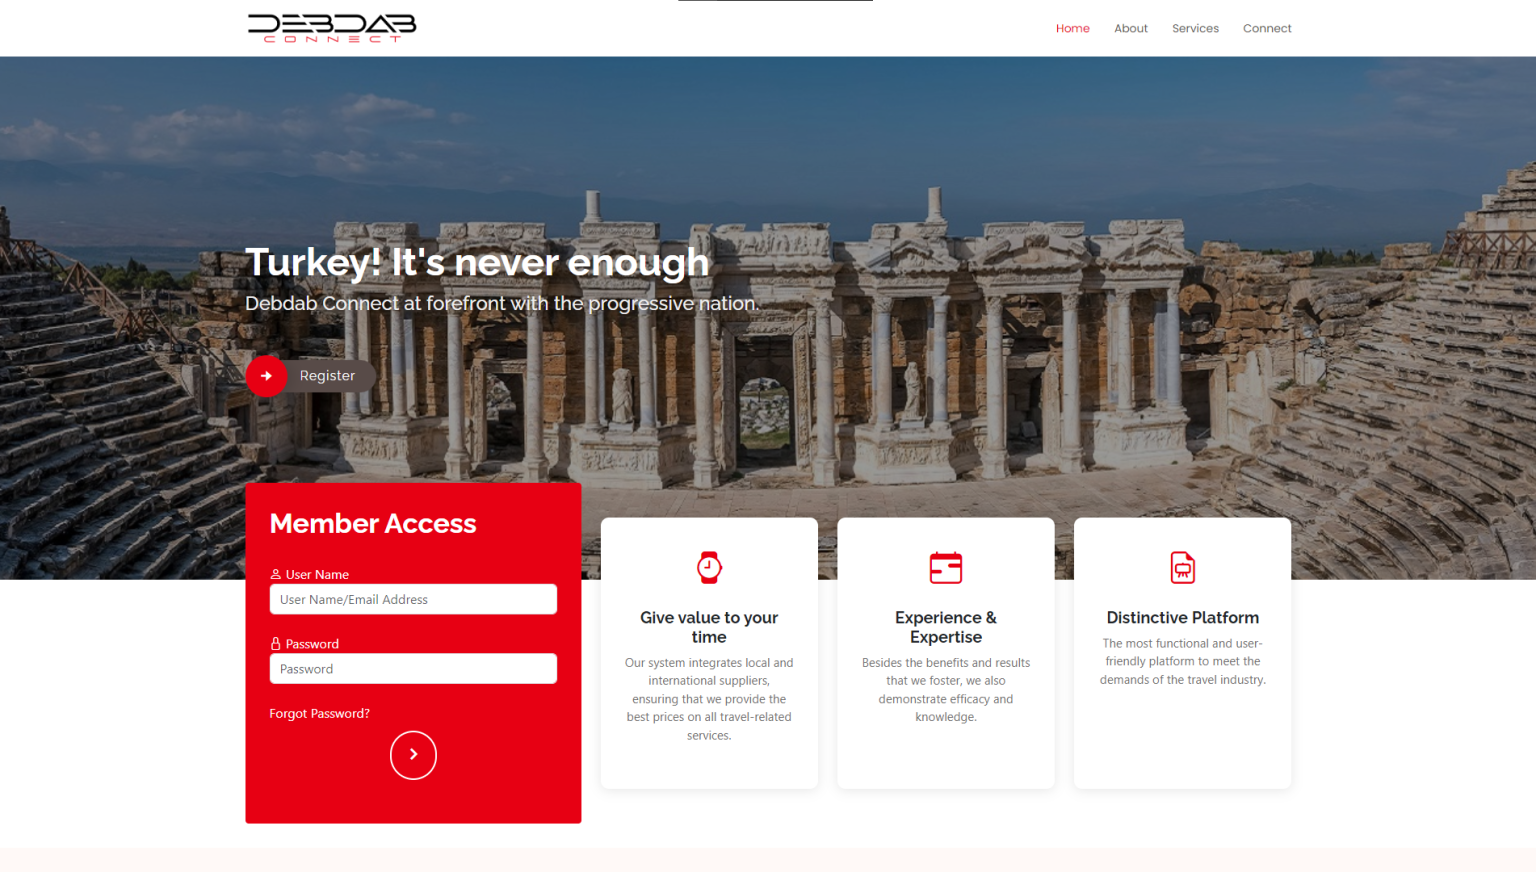 DEBDAB
CONNECT
Home About Services Connect
Turkey! It's never enough
Debdab Connect at forefront with the progressive nation.
Register
Member Access
User Name
User Name/Email Address
Password
Password
Forgot Password?
Give value to your
time
Our system integrates local and
international suppliers,
ensuring that we provide the
best prices on all travel-related
services.
Experience &
Expertise
Besides the benefits and results
that we foster, we also
demonstrate efficacy and
knowledge.
Distinctive Platform
The most functional and user-
friendly platform to meet the
demands of the travel industry.